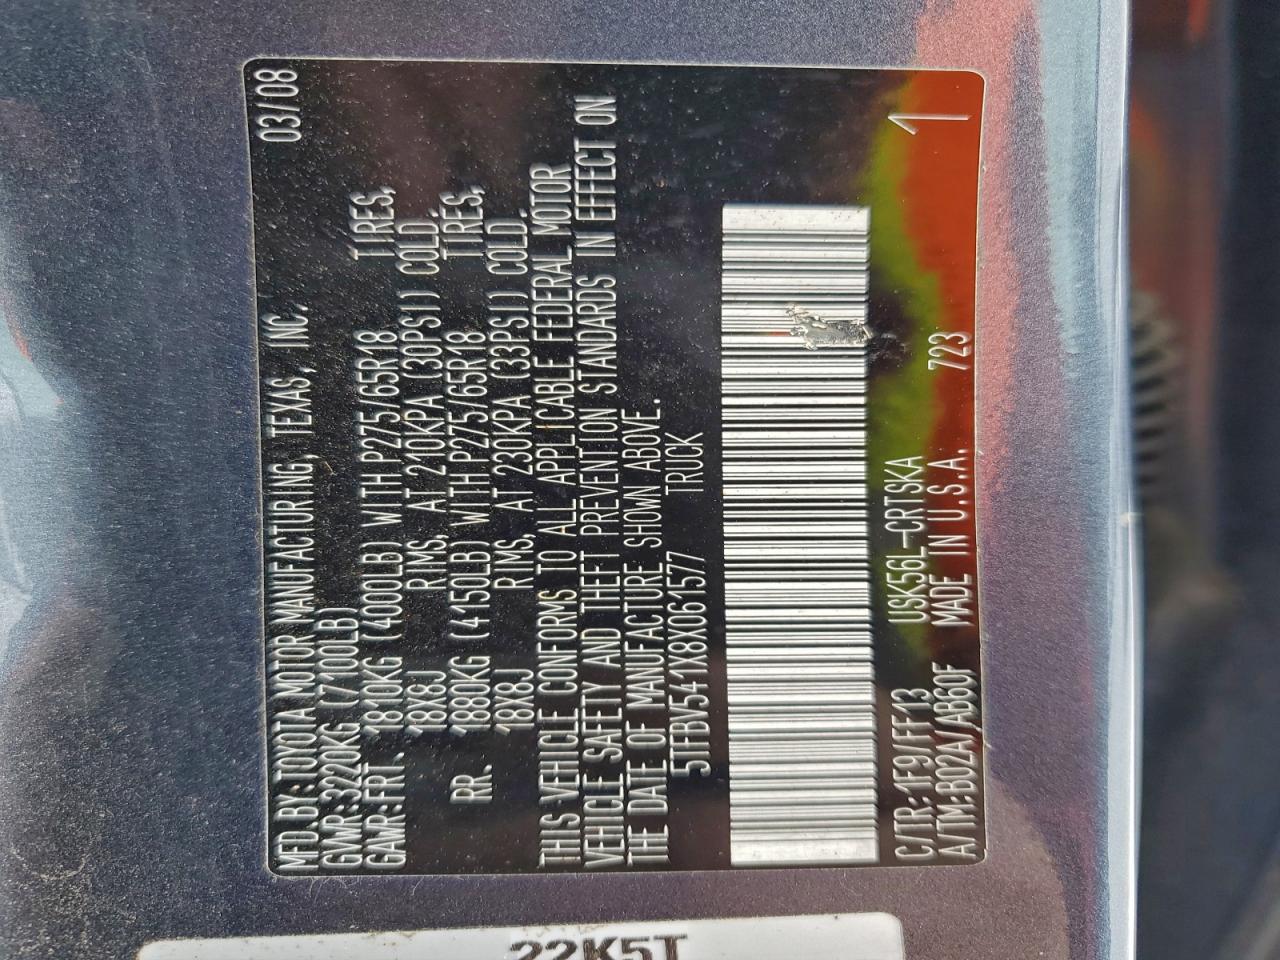 MFD.BY:TOYOTA MOTOR MANUFACTURING, TEXAS, INC. 03/08
GVWR:3220KG (7100LB)
GAWR:FRT. 1810KG (4000LB) WITH P275/65R18 TIRES,
18X8J RIMS, AT 210KPA (30PSI) COLD.
RR. 1880KG (4150LB) WITH P275/65R18 TIRES,
18X8J RIMS, AT 230KPA (33PSI) COLD.
THIS VEHICLE CONFORMS TO ALL APPLICABLE FEDERAL MOTOR
VEHICLE SAFETY AND THEFT PREVENTION STANDARDS IN EFFECT ON
THE DATE OF MANUFACTURE SHOWN ABOVE.
5TFBV541X8X061577 TRUCK
C/TR:1F9/FF13 USK56L-CRTSKA 1
A/TM:B02A/AB60F MADE IN U.S.A. 723
22K5T